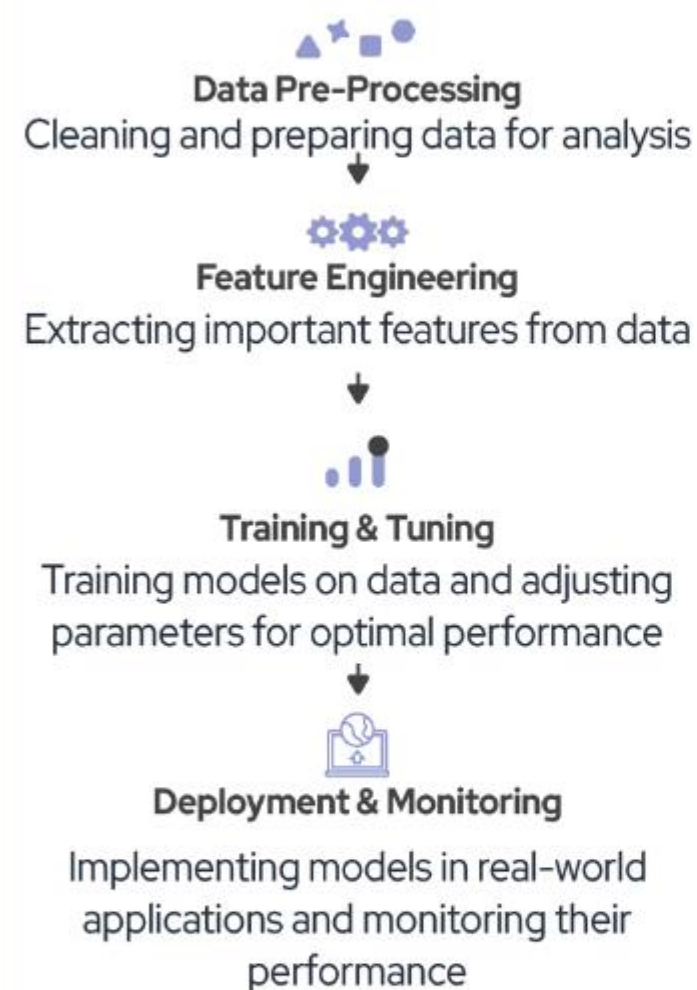 Data Pre-Processing
Cleaning and preparing data for analysis
Feature Engineering
Extracting important features from data
Training & Tuning
Training models on data and adjusting
parameters for optimal performance
Deployment & Monitoring
Implementing models in real-world
applications and monitoring their
performance